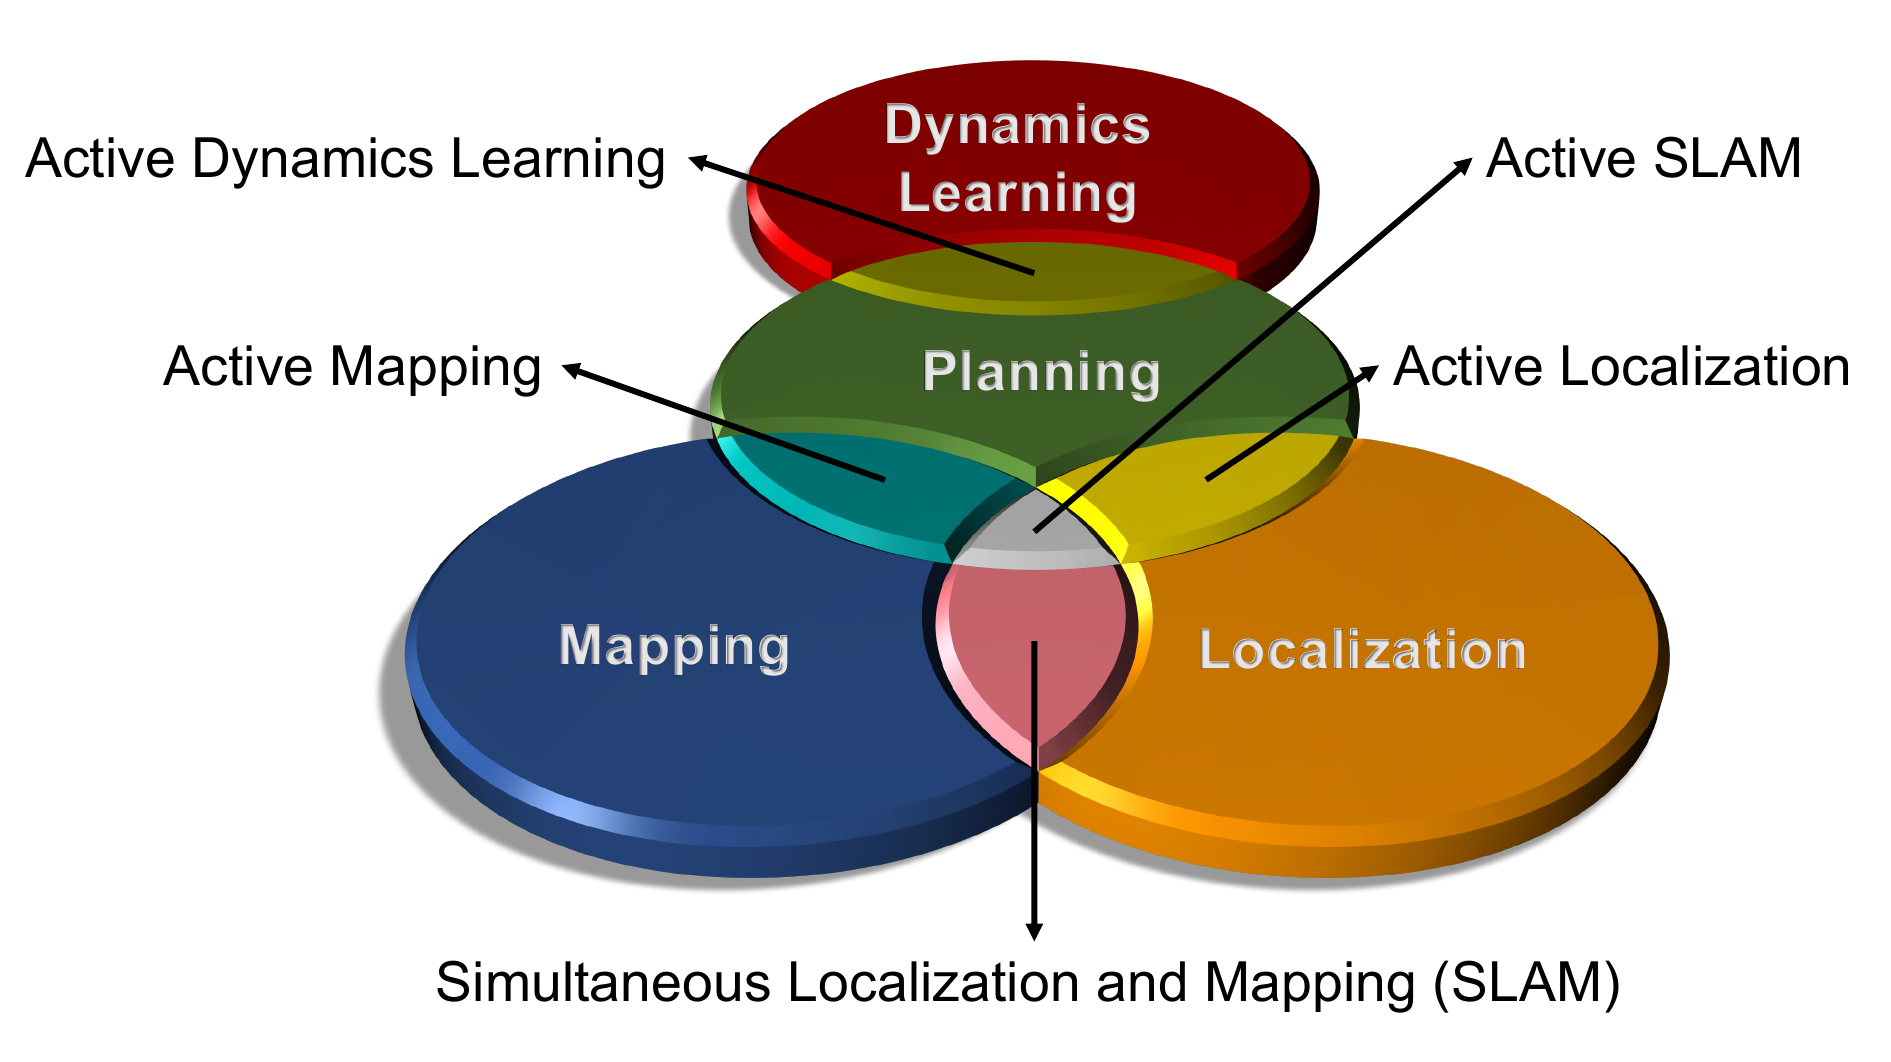 Dynamics
Learning
Active Dynamics Learning
Active SLAM
Planning
Active Mapping
Active Localization
Mapping
Localization
Simultaneous Localization and Mapping (SLAM)